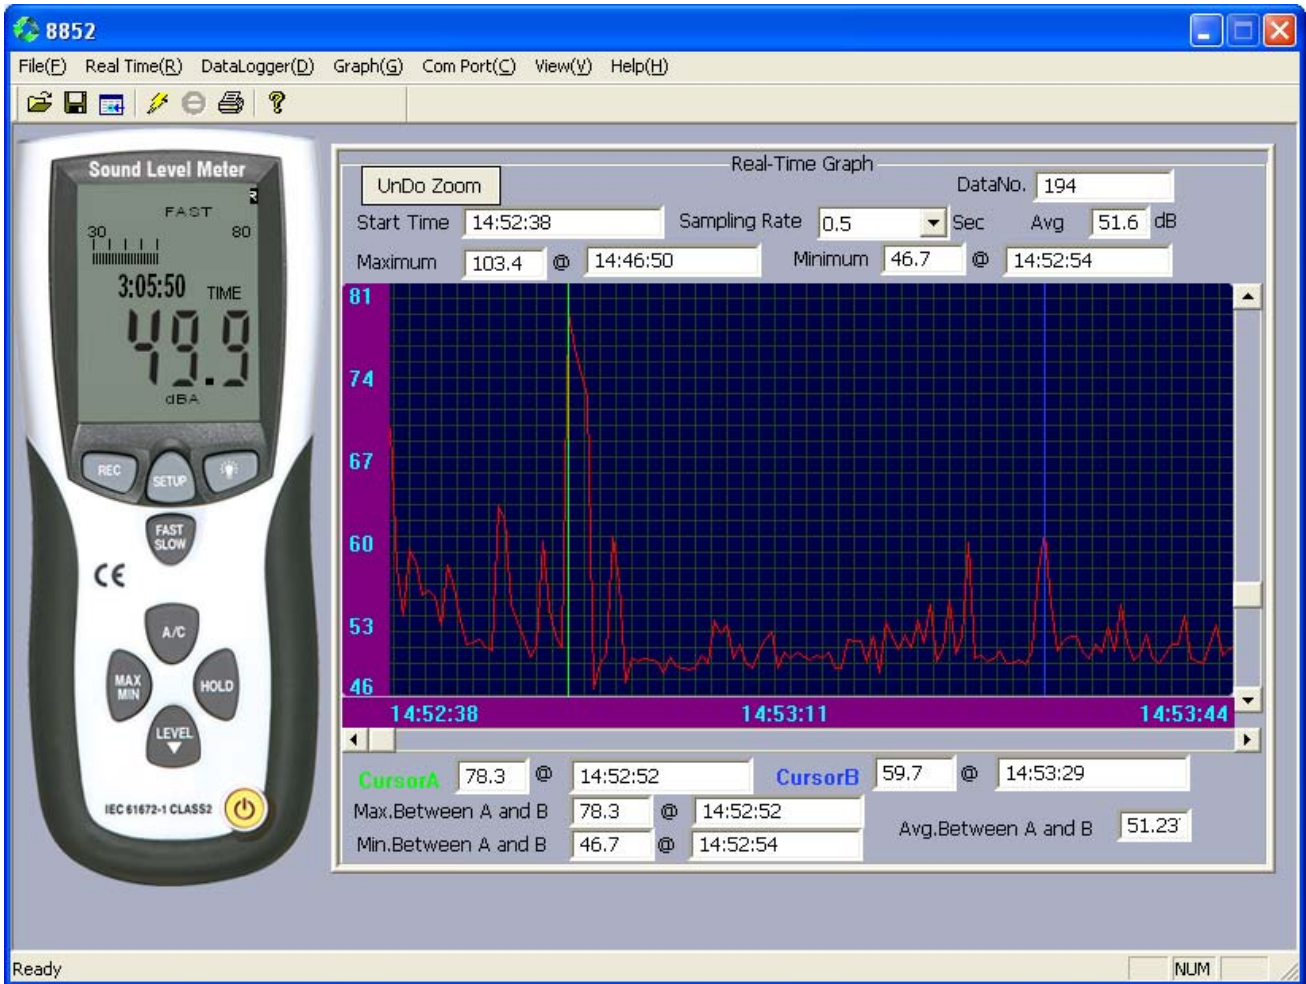 8852
File(F) Real Time(R) DataLogger(D) Graph(G) Com Port(C) View(V) Help(H)
Sound Level Meter
R
FAST
30 80
3:05:50 TIME
49.9
dBA
REC SETUP
FAST
SLOW
CE
A/C
MAX
MIN
HOLD
LEVEL
IEC 61672-1 CLASS2
Real-Time Graph
UnDo Zoom DataNo. 194
Start Time 14:52:38 Sampling Rate 0.5 Sec Avg 51.6 dB
Maximum 103.4 @ 14:46:50 Minimum 46.7 @ 14:52:54
81
74
67
60
53
46
14:52:38 14:53:11 14:53:44
CursorA 78.3 @ 14:52:52 CursorB 59.7 @ 14:53:29
Max.Between A and B 78.3 @ 14:52:52
Min.Between A and B 46.7 @ 14:52:54
Avg.Between A and B 51.23
Ready NUM